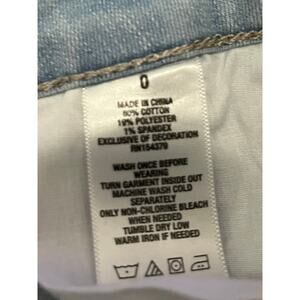 0
MADE IN CHINA
80% COTTON
19% POLYESTER
1% SPANDEX
EXCLUSIVE OF DECORATION
RN154379
WASH ONCE BEFORE
WEARING
TURN GARMENT INSIDE OUT
MACHINE WASH COLD
SEPARATELY
ONLY NON-CHLORINE BLEACH
WHEN NEEDED
TUMBLE DRY LOW
WARM IRON IF NEEDED